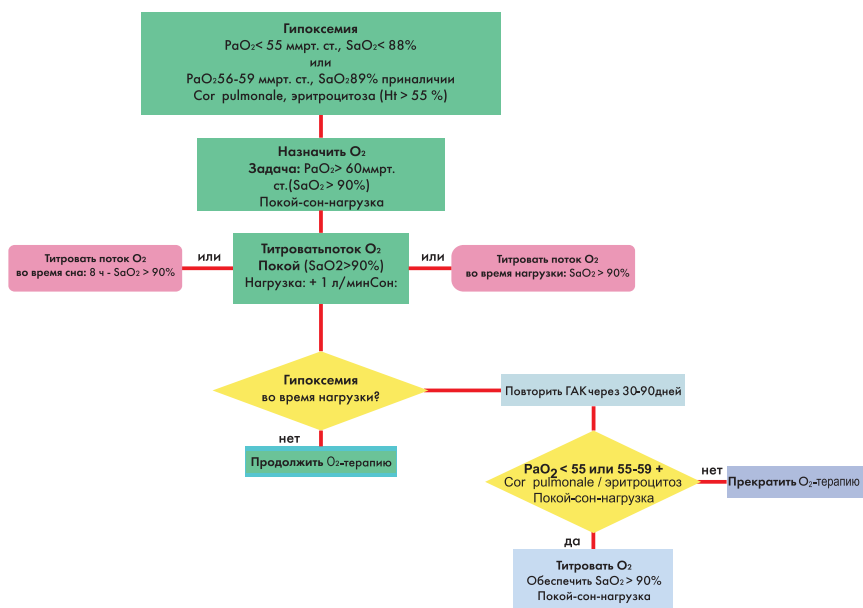 Гипоксемия
PaO₂< 55 ммрт. ст., SaO₂< 88%
или
PaO₂56-59 ммрт. ст., SaO₂89% приналичии
Cor pulmonale, эритроцитоза (Ht > 55 %)
Назначить O₂
Задача: PaO₂> 60ммрт.
ст.(SaO₂ > 90%)
Покой-сон-нагрузка
Титровать поток O₂
во время сна: 8 ч - SaO₂ > 90%
или
Титроватьпоток O₂
Покой (SaO2>90%)
Нагрузка: + 1 л/минСон:
или
Титровать поток O₂
во время нагрузки: SaO₂ > 90%
Гипоксемия
во время нагрузки?
Повторить ГАК через 30-90дней
нет
Продолжить O₂-терапию
PaO₂ < 55 или 55-59 +
Cor pulmonale / эритроцитоз
Покой-сон-нагрузка
нет
Прекратить O₂-терапию
да
Титровать O₂
Обеспечить SaO₂ > 90%
Покой-сон-нагрузка